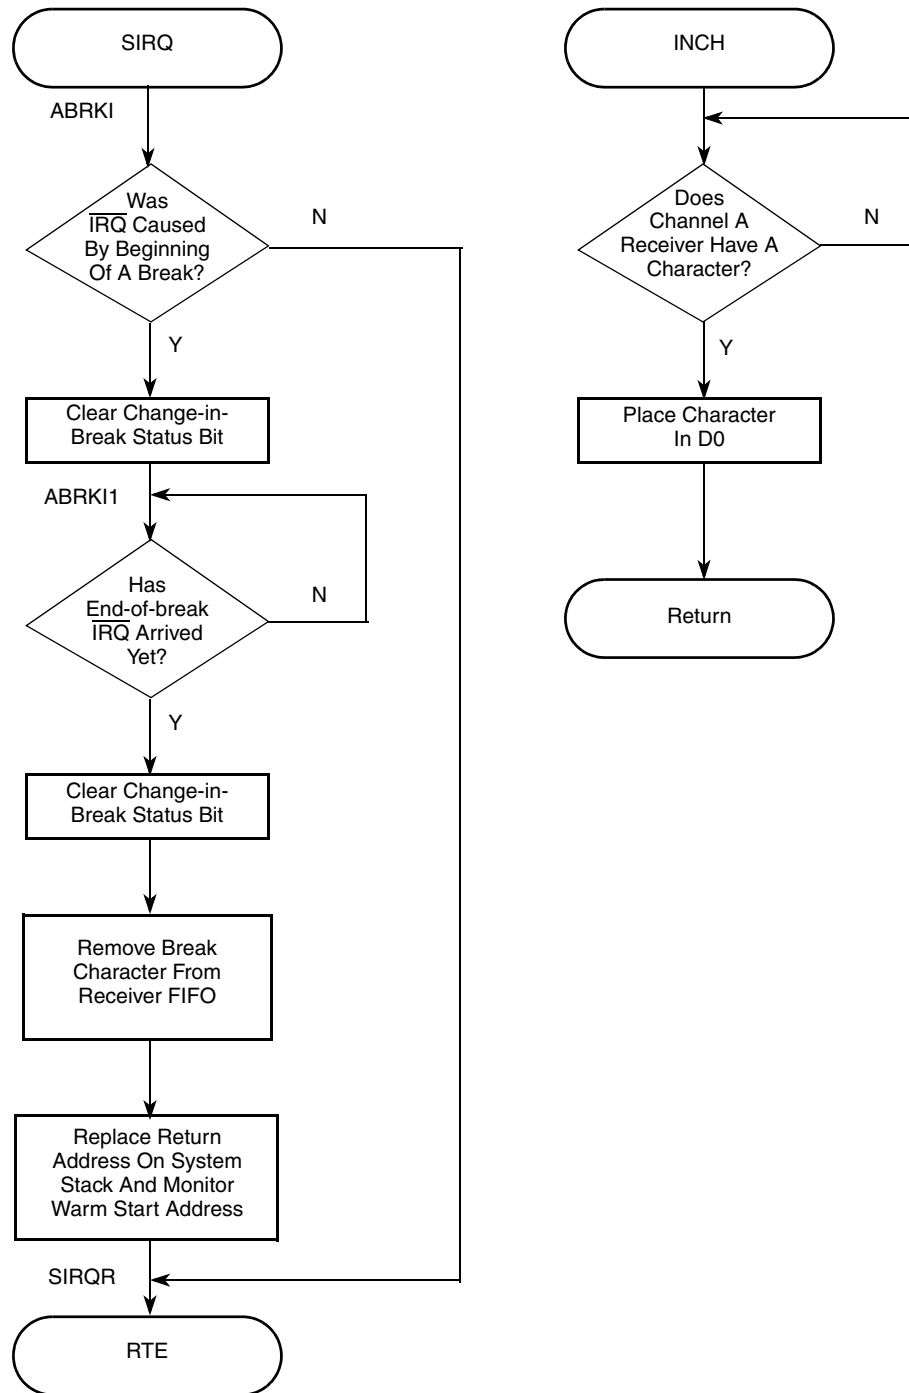 SIRQ
ABRKI
Was
IRQ Caused
By Beginning
Of A Break?
N
Y
Clear Change-in-
Break Status Bit
ABRKI1
Has
End-of-break
IRQ Arrived
Yet?
N
Y
Clear Change-in-
Break Status Bit
Remove Break
Character From
Receiver FIFO
Replace Return
Address On System
Stack And Monitor
Warm Start Address
SIRQR
RTE
INCH
Does
Channel A
Receiver Have A
Character?
N
Y
Place Character
In D0
Return